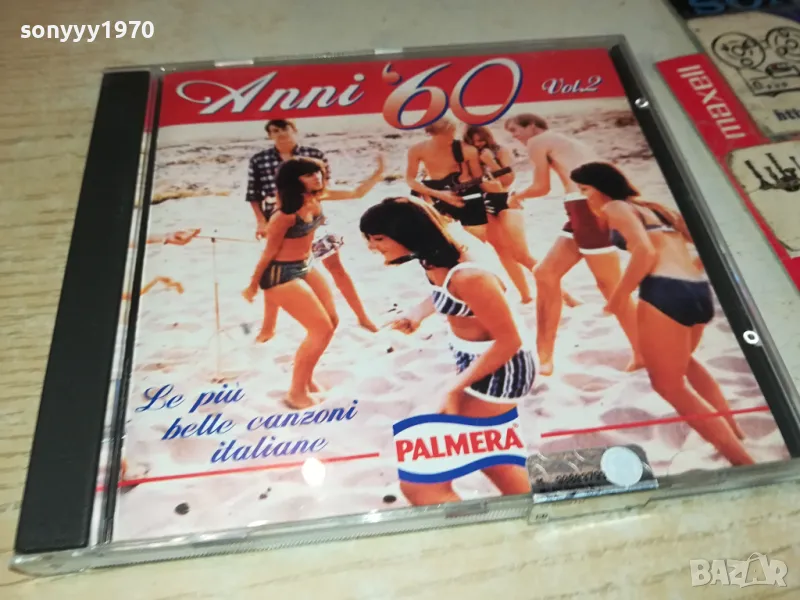 sonyyy1970
Anni '60 Vol.2
Le più
belle canzoni
italiane
PALMERA
maxell
BAZAR